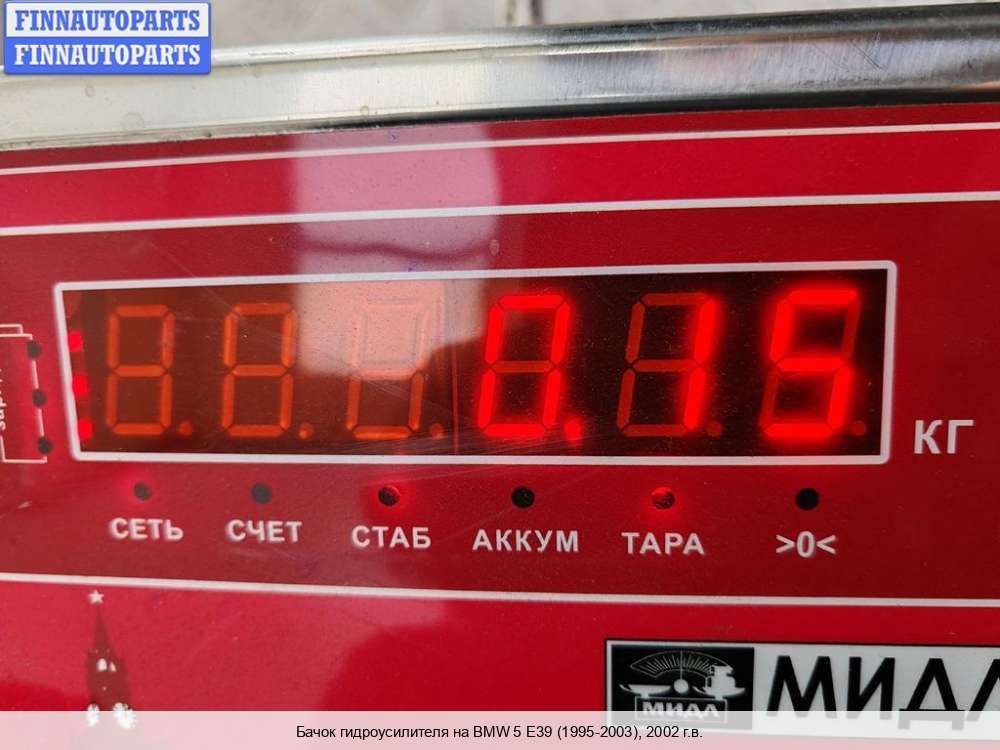 FINNAUTOPARTS
FINNAUTOPARTS
0.15
КГ
СЕТЬ СЧЕТ СТАБ АККУМ ТАРА >0<
МИДЛ
МИДЛ
Бачок гидроусилителя на BMW 5 E39 (1995-2003), 2002 г.в.